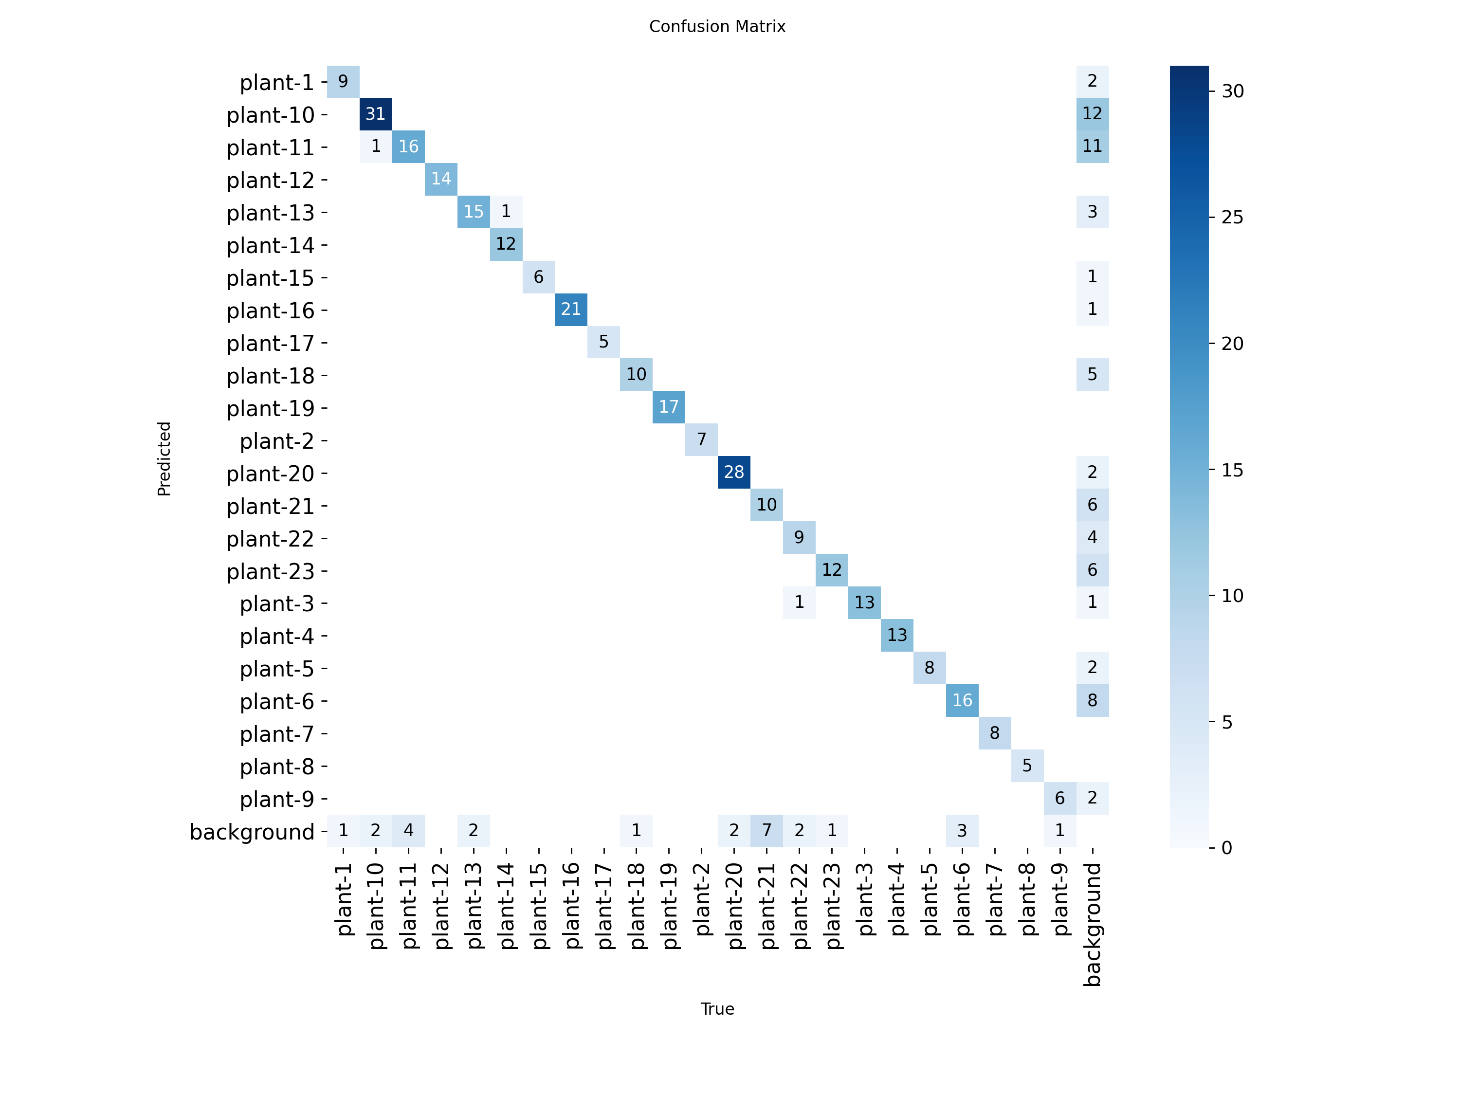 Confusion Matrix
plant-1 9 2
plant-10 31 12
plant-11 1 16 11
plant-12 14
plant-13 15 1 3
plant-14 12
plant-15 6 1
plant-16 21 1
plant-17 5
plant-18 10 5
plant-19 17
plant-2 7
plant-20 28 2
plant-21 10 6
plant-22 9 4
plant-23 12 6
plant-3 1 13 1
plant-4 13
plant-5 8 2
plant-6 16 8
plant-7 8
plant-8 5
plant-9 6 2
background 1 2 4 2 1 2 7 2 1 3 1
Predicted
plant-1 plant-10 plant-11 plant-12 plant-13 plant-14 plant-15 plant-16 plant-17 plant-18 plant-19 plant-2 plant-20 plant-21 plant-22 plant-23 plant-3 plant-4 plant-5 plant-6 plant-7 plant-8 plant-9 background
True
30
25
20
15
10
5
0